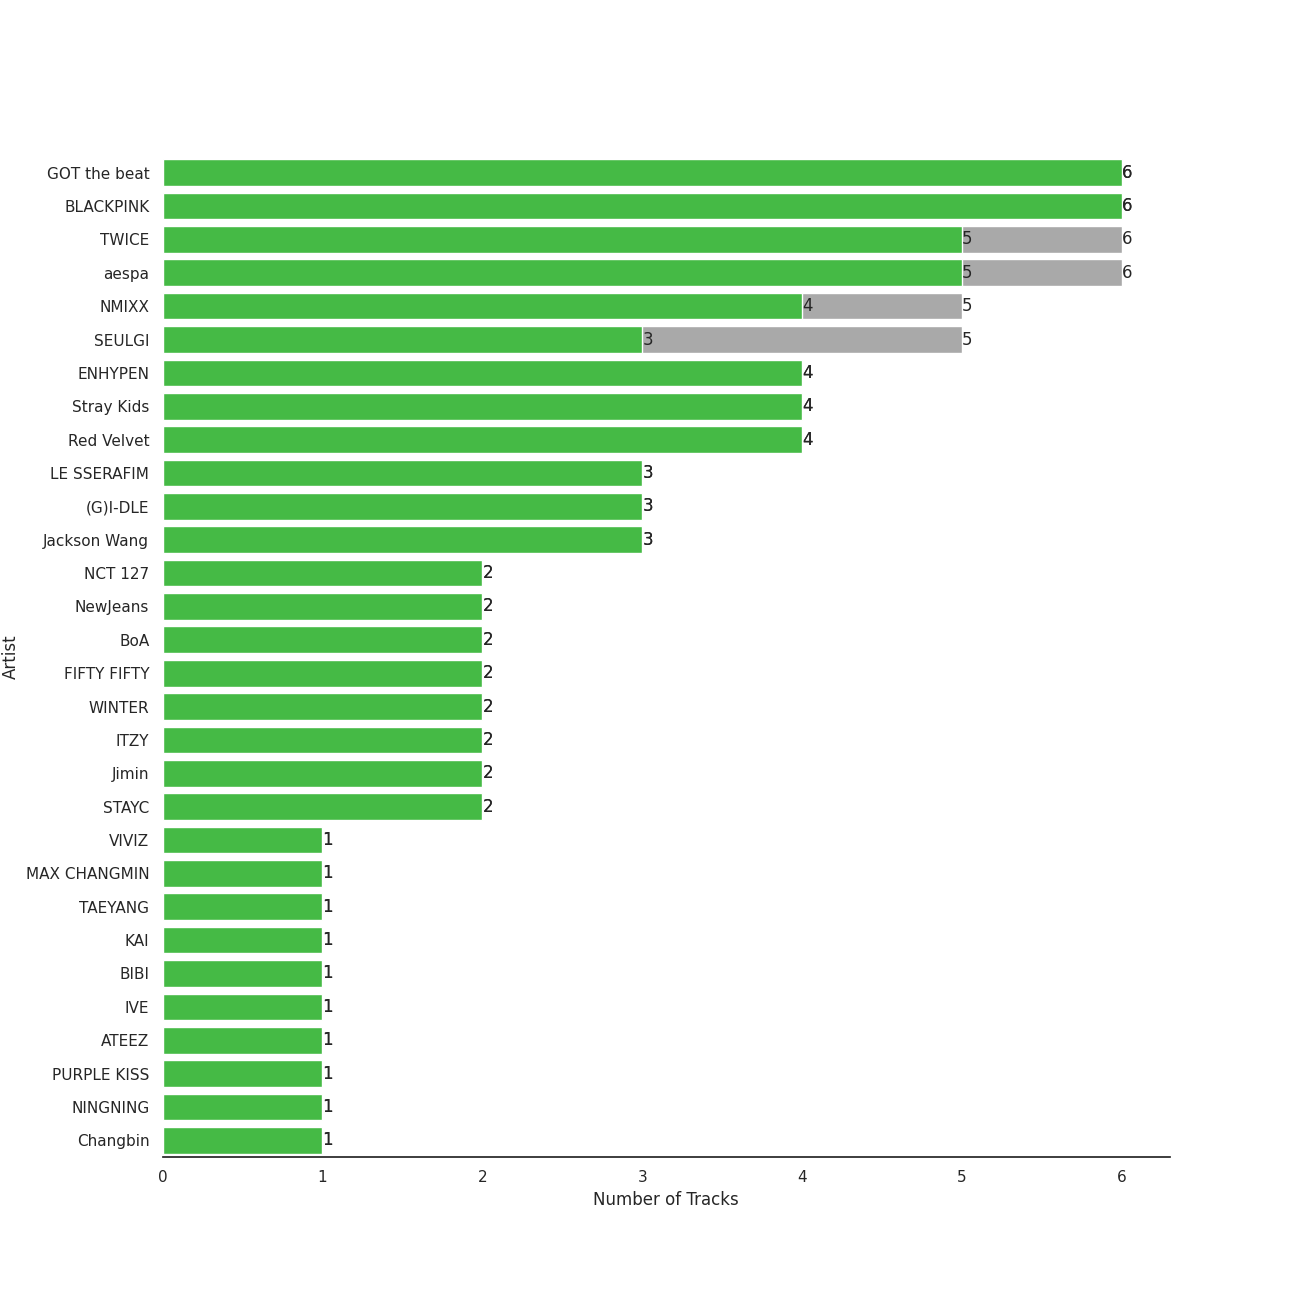 GOT the beat 6
BLACKPINK 6
TWICE 5 6
aespa 5 6
NMIXX 4 5
SEULGI 3 5
ENHYPEN 4
Stray Kids 4
Red Velvet 4
LE SSERAFIM 3
(G)I-DLE 3
Jackson Wang 3
NCT 127 2
NewJeans 2
BoA 2
FIFTY FIFTY 2
WINTER 2
ITZY 2
Jimin 2
STAYC 2
VIVIZ 1
MAX CHANGMIN 1
TAEYANG 1
KAI 1
BIBI 1
IVE 1
ATEEZ 1
PURPLE KISS 1
NINGNING 1
Changbin 1
0 1 2 3 4 5 6
Number of Tracks
Artist